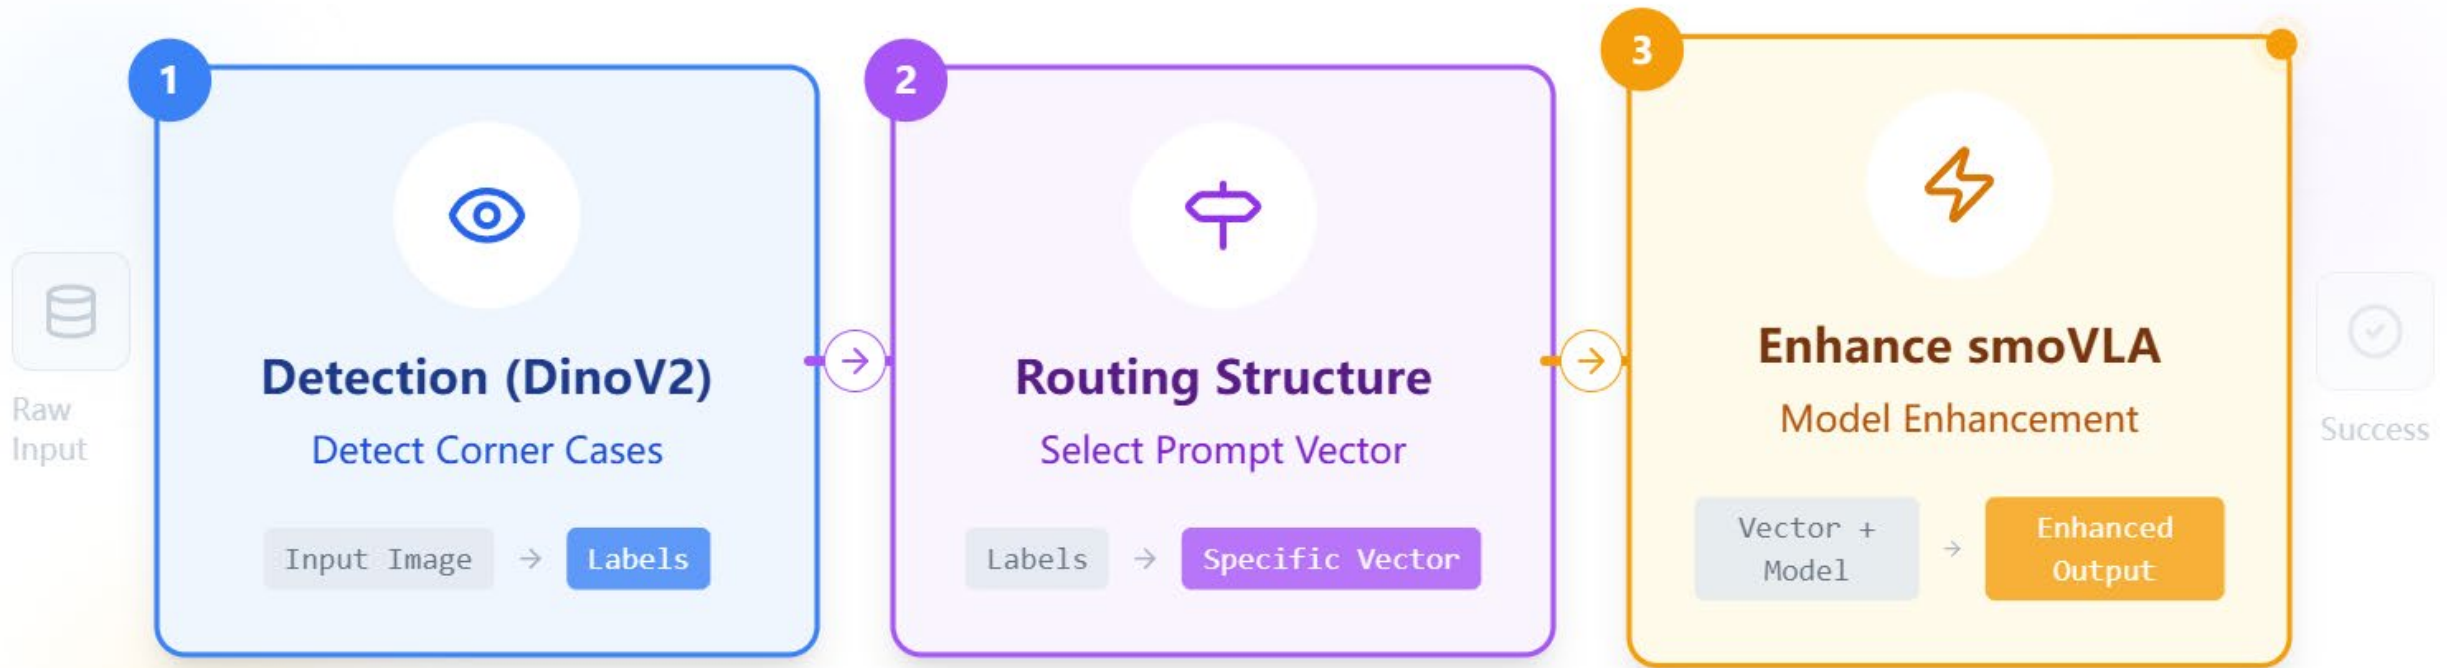 Raw
Input
1
Detection (DinoV2)
Detect Corner Cases
Input Image → Labels
→
2
Routing Structure
Select Prompt Vector
Labels → Specific Vector
→
3
Enhance smoVLA
Model Enhancement
Vector +
Model
→
Enhanced
Output
Success